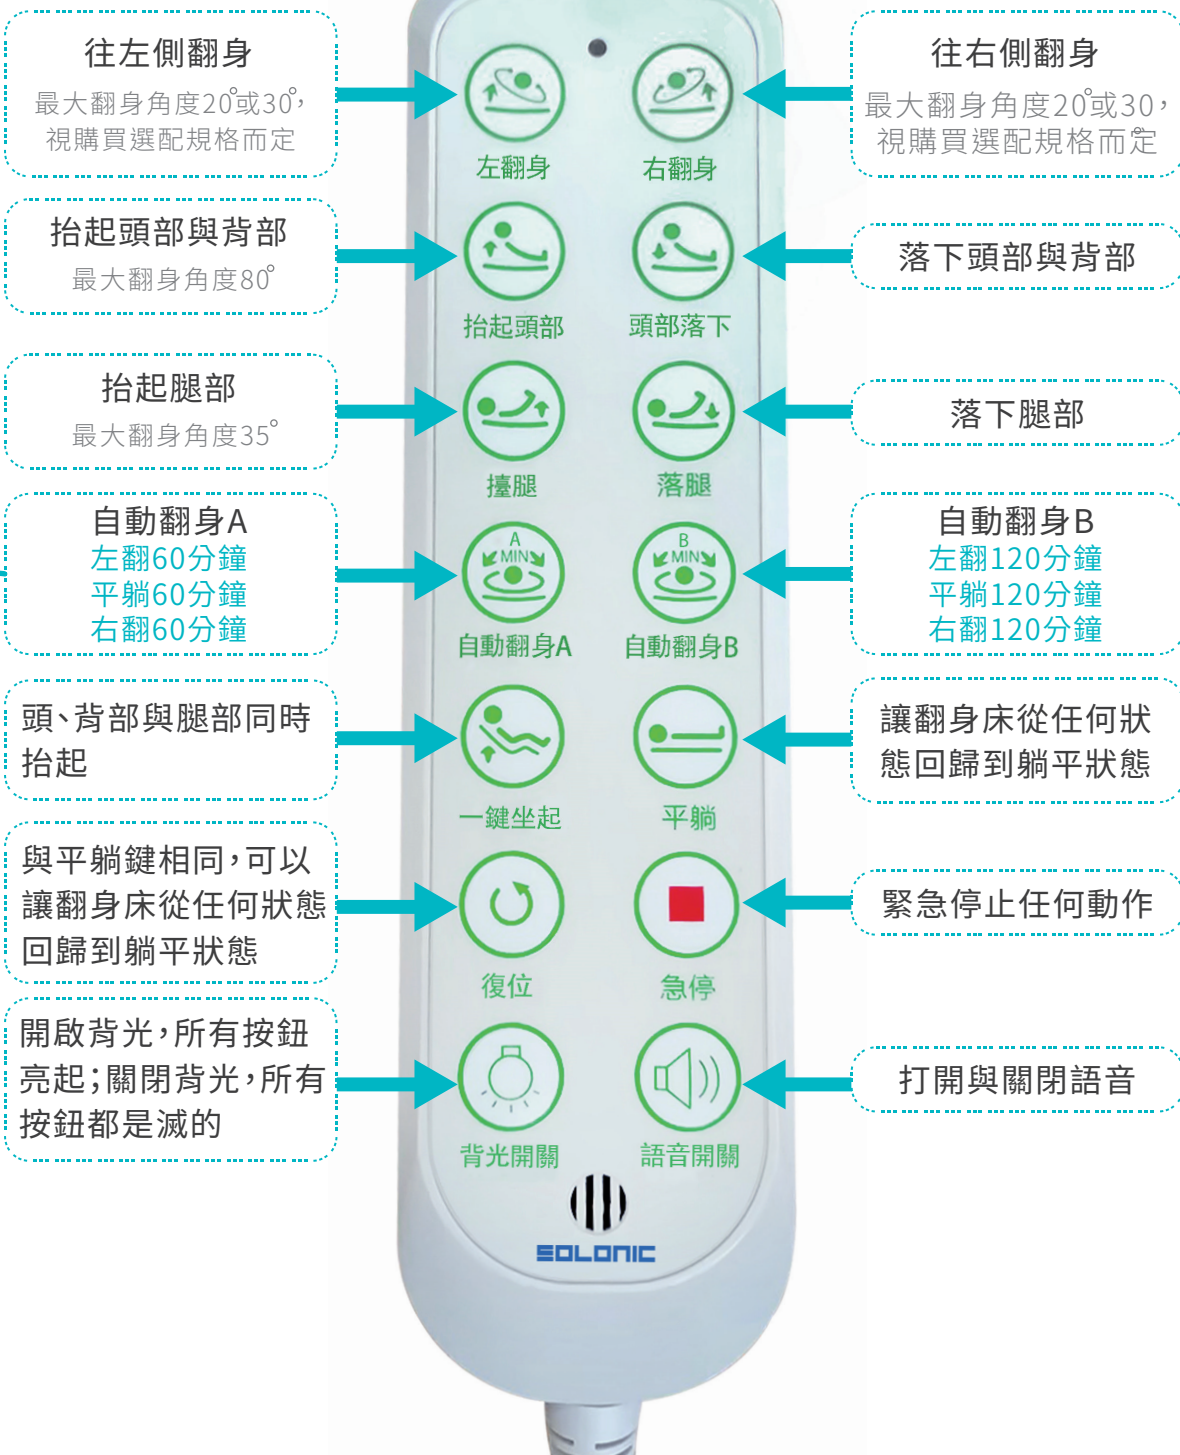 往左側翻身
最大翻身角度20°或30°，
視購買選配規格而定
往右側翻身
最大翻身角度20°或30，
視購買選配規格而定°
左翻身
右翻身
抬起頭部與背部
最大翻身角度80°
落下頭部與背部
抬起頭部
頭部落下
抬起腿部
最大翻身角度35°
落下腿部
擡腿
落腿
自動翻身A
左翻60分鐘
平躺60分鐘
右翻60分鐘
A
MIN
B
MIN
自動翻身B
左翻120分鐘
平躺120分鐘
右翻120分鐘
自動翻身A
自動翻身B
頭、背部與腿部同時
抬起
讓翻身床從任何狀
態回歸到躺平狀態
一鍵坐起
平躺
與平躺鍵相同，可以
讓翻身床從任何狀態
回歸到躺平狀態
緊急停止任何動作
復位
急停
開啟背光，所有按鈕
亮起；關閉背光，所有
按鈕都是滅的
打開與關閉語音
背光開關
語音開關
SOLONIC